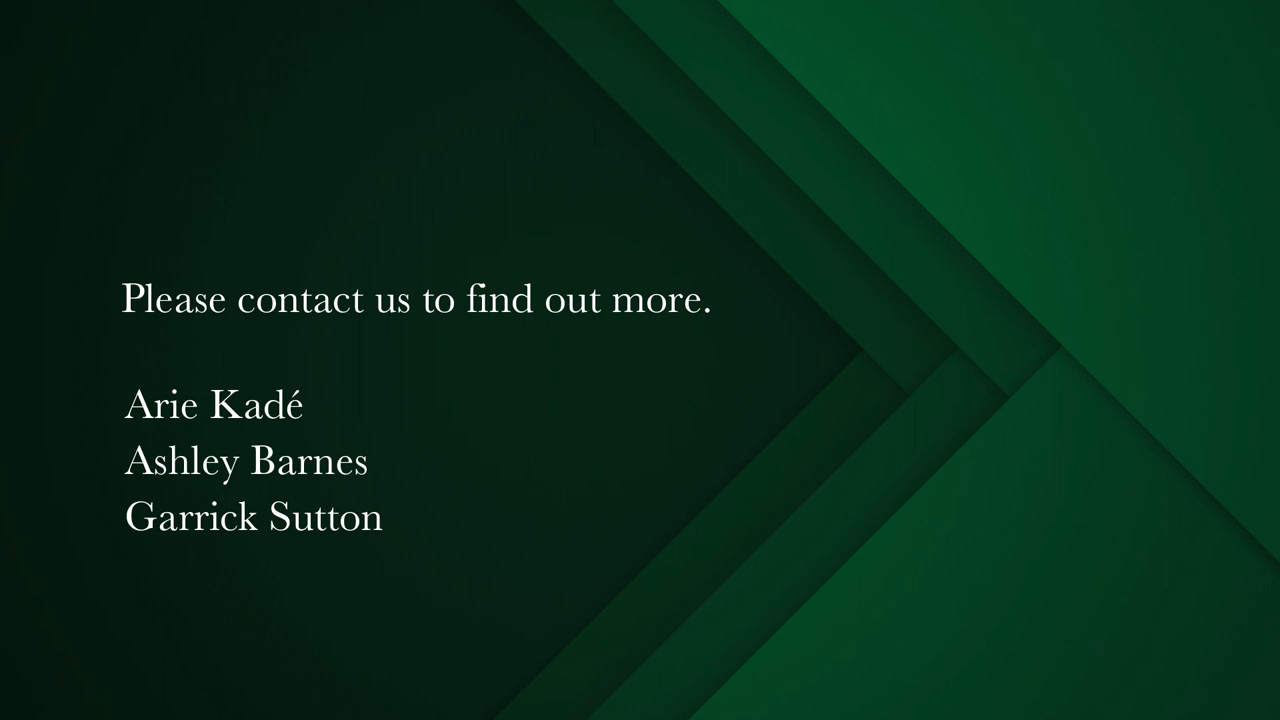 Please contact us to find out more.
Arie Kadé
Ashley Barnes
Garrick Sutton